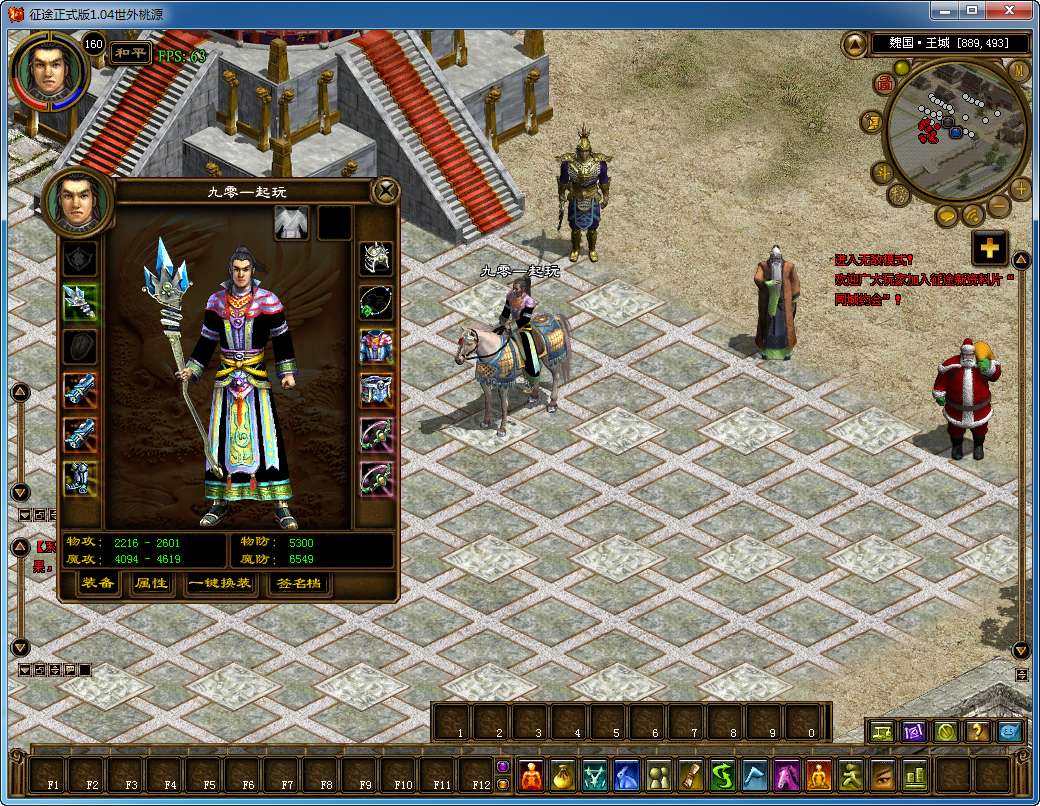 征途正式版1.04世外桃源
160
和平
FPS: 63
魏国·王城 [889,493]
M
九零一起玩
九零一起玩
进入无敌模式!
欢迎广大玩家加入征途新资料片“
同城约会”!
物攻: 2216 - 2601
物防: 5300
魔攻: 4094 - 4619
魔防: 6549
装备
属性
一键换装
签名档
果,
1 2 3 4 5 6 7 8 9 0
F1 F2 F3 F4 F5 F6 F7 F8 F9 F10 F11 F12